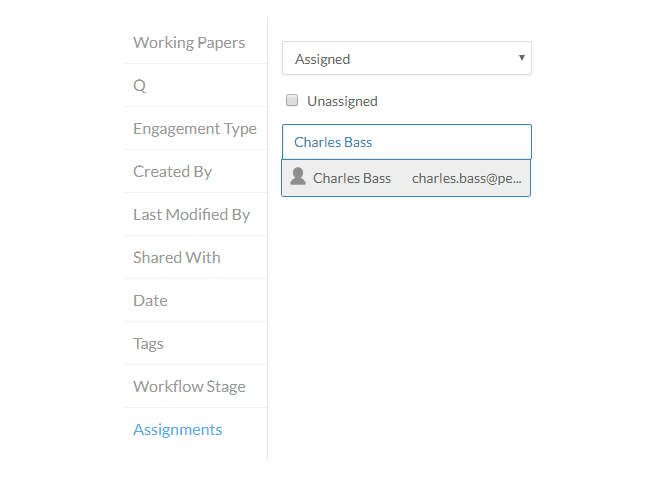 Working Papers
Q
Engagement Type
Created By
Last Modified By
Shared With
Date
Tags
Workflow Stage
Assignments
Assigned
Unassigned
Charles Bass
Charles Bass charles.bass@pe...